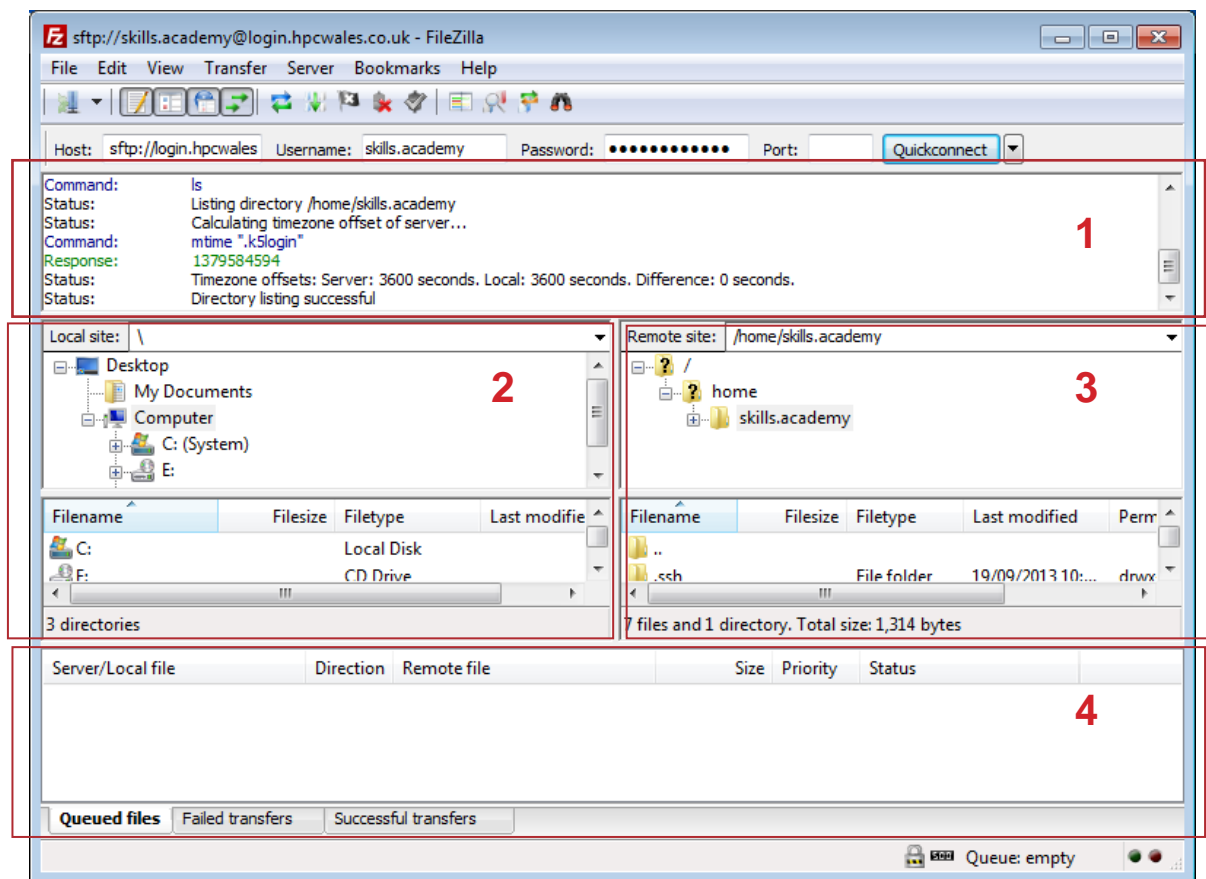 sftp://skills.academy@login.hpcwales.co.uk - FileZilla
File Edit View Transfer Server Bookmarks Help
Host: sftp://login.hpcwales Username: skills.academy Password: ●●●●●●●●●●●● Port: Quickconnect
Command: ls
Status: Listing directory /home/skills.academy
Status: Calculating timezone offset of server...
Command: mtime ".k5login"
Response: 1379584594
Status: Timezone offsets: Server: 3600 seconds. Local: 3600 seconds. Difference: 0 seconds.
Status: Directory listing successful
1
Local site: \
Desktop
My Documents
Computer
C: (System)
E:
2
Filename Filesize Filetype Last modifie
C: Local Disk
E: CD Drive
3 directories
Remote site: /home/skills.academy
/
home
skills.academy
3
Filename Filesize Filetype Last modified Perm
..
.ssh File folder 19/09/2013 10:... drwx
7 files and 1 directory. Total size: 1,314 bytes
Server/Local file Direction Remote file Size Priority Status
4
Queued files Failed transfers Successful transfers
Queue: empty